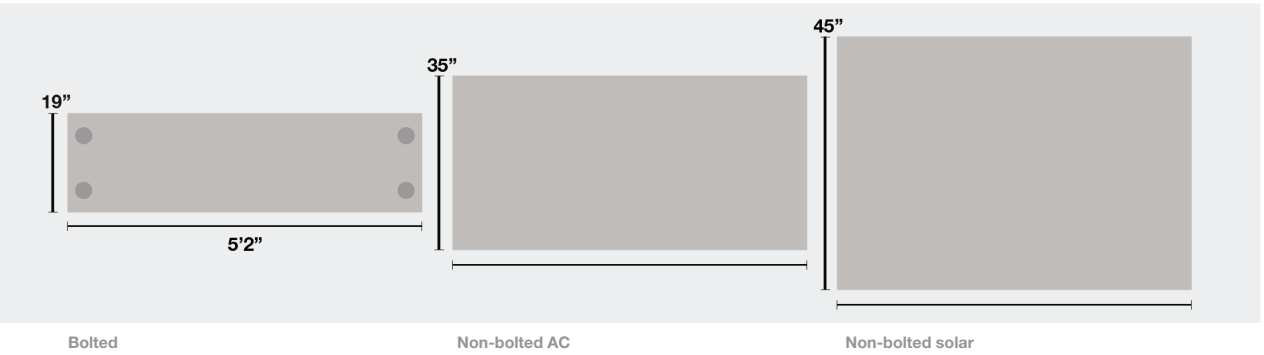 19”
5’2”
35”
45”
Bolted
Non-bolted AC
Non-bolted solar